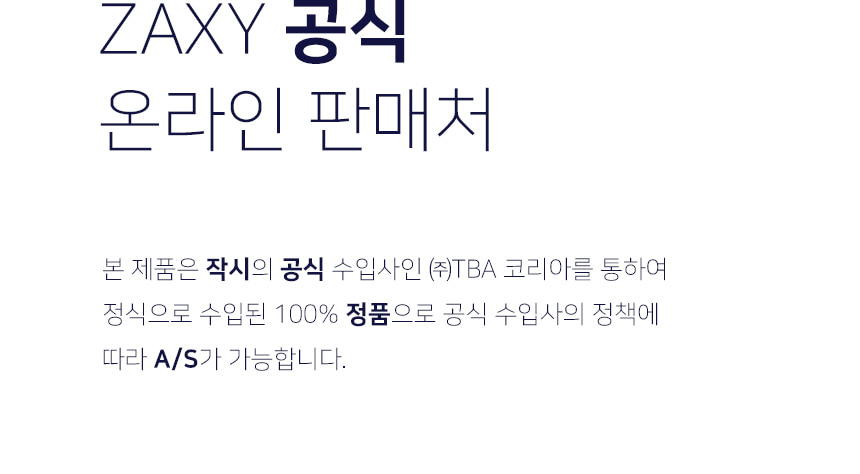 ZAXY 공식
온라인 판매처
본 제품은 작시의 공식 수입사인 ㈜TBA 코리아를 통하여
정식으로 수입된 100% 정품으로 공식 수입사의 정책에
따라 A/S가 가능합니다.